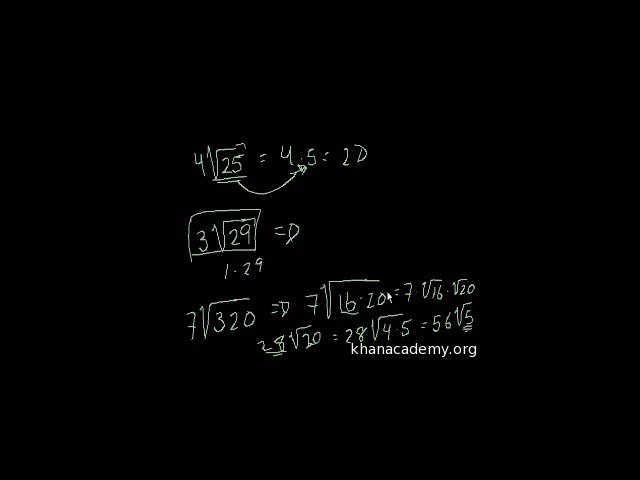 4√25 = 4·5 = 20
3√29 = D
1·29
7√320 = D 7√16·20 = 7·√16·√20
28√20 = 28√4·5 = 56√5
khanacademy.org